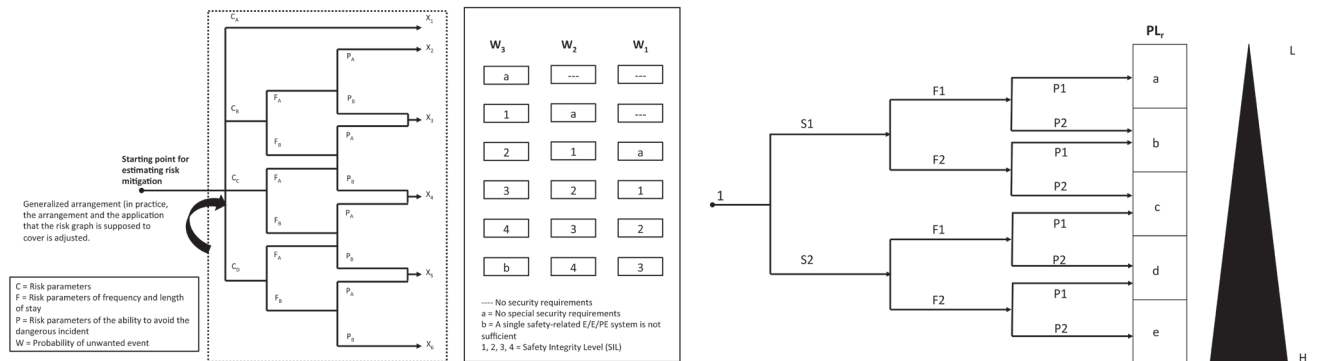 C_A
X_1
X_2
P_A
P_B
F_A
C_B
X_3
F_B
P_A
Starting point for
estimating risk
mitigation
P_B
C_C
F_A
X_4
Generalized arrangement (in practice,
the arrangement and the application
that the risk graph is supposed to
cover is adjusted.
P_A
F_B
P_B
F_A
X_5
C_D
P_A
F_B
P_B
X_6
C = Risk parameters
F = Risk parameters of frequency and length
of stay
P = Risk parameters of the ability to avoid the
dangerous incident
W = Probability of unwanted event
W_3 W_2 W_1
a --- ---
1 a ---
2 1 a
3 2 1
4 3 2
b 4 3
---- No security requirements
a = No special security requirements
b = A single safety-related E/E/PE system is not
sufficient
1, 2, 3, 4 = Safety Integrity Level (SIL)
PL_r
L
a
P1
F1
S1
P2
b
P1
F2
P2
c
1
P1
F1
P2
d
S2
P1
F2
P2
e
H